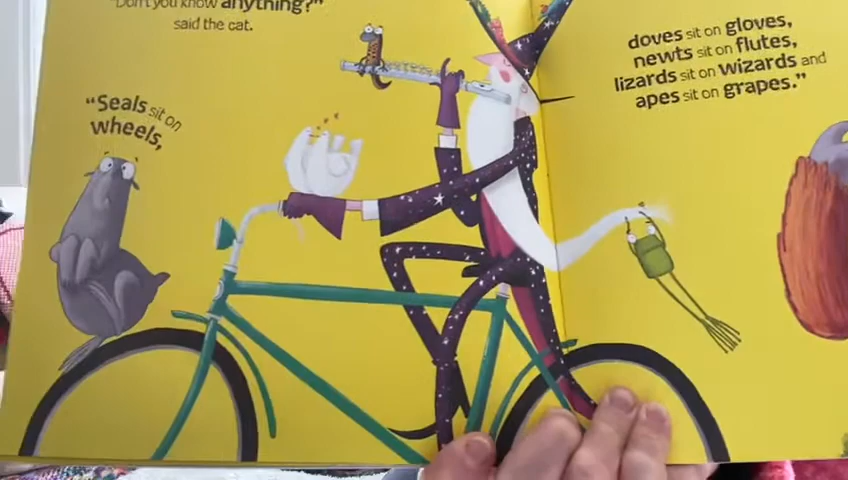 "Don't you know anything?"
said the cat.
"Seals sit on
wheels,
doves sit on gloves,
newts sit on flutes,
lizards sit on wizards and
apes sit on grapes."